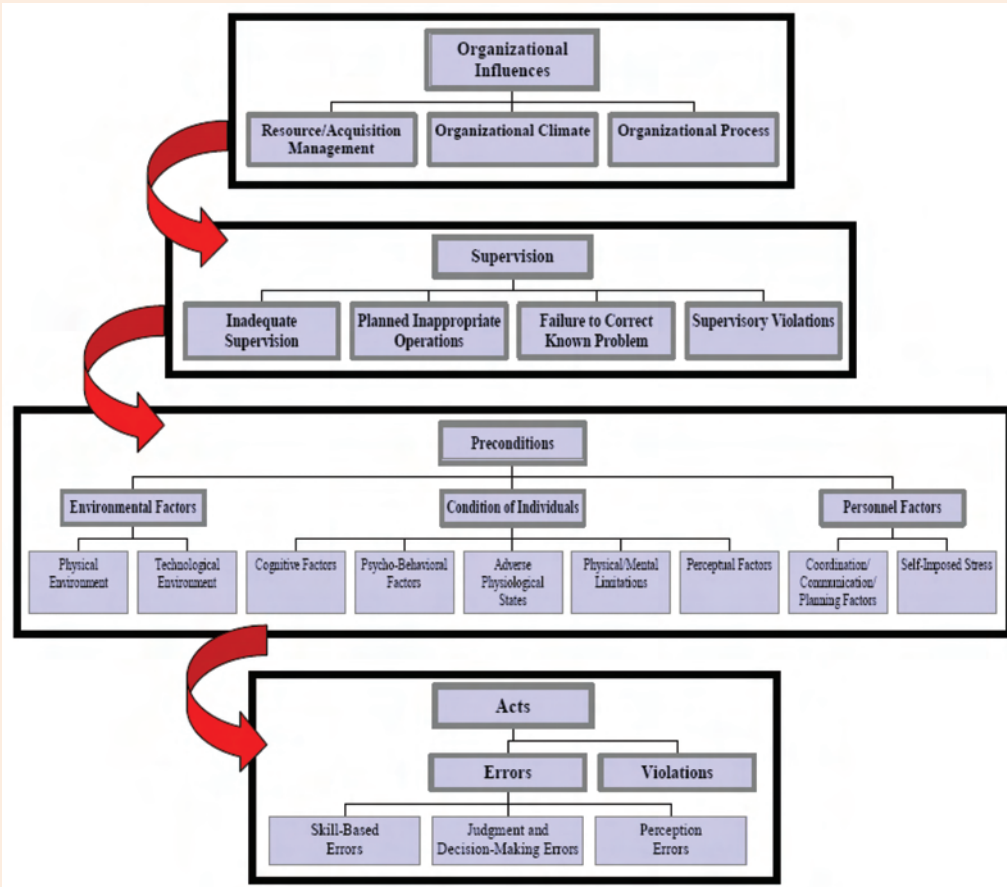 Organizational
Influences
Resource/Acquisition
Management
Organizational Climate
Organizational Process
Supervision
Inadequate
Supervision
Planned Inappropriate
Operations
Failure to Correct
Known Problem
Supervisory Violations
Preconditions
Environmental Factors
Condition of Individuals
Personnel Factors
Physical
Environment
Technological
Environment
Cognitive Factors
Psycho-Behavioral
Factors
Adverse
Physiological
States
Physical/Mental
Limitations
Perceptual Factors
Coordination/
Communication/
Planning Factors
Self-Imposed Stress
Acts
Errors
Violations
Skill-Based
Errors
Judgment and
Decision-Making Errors
Perception
Errors